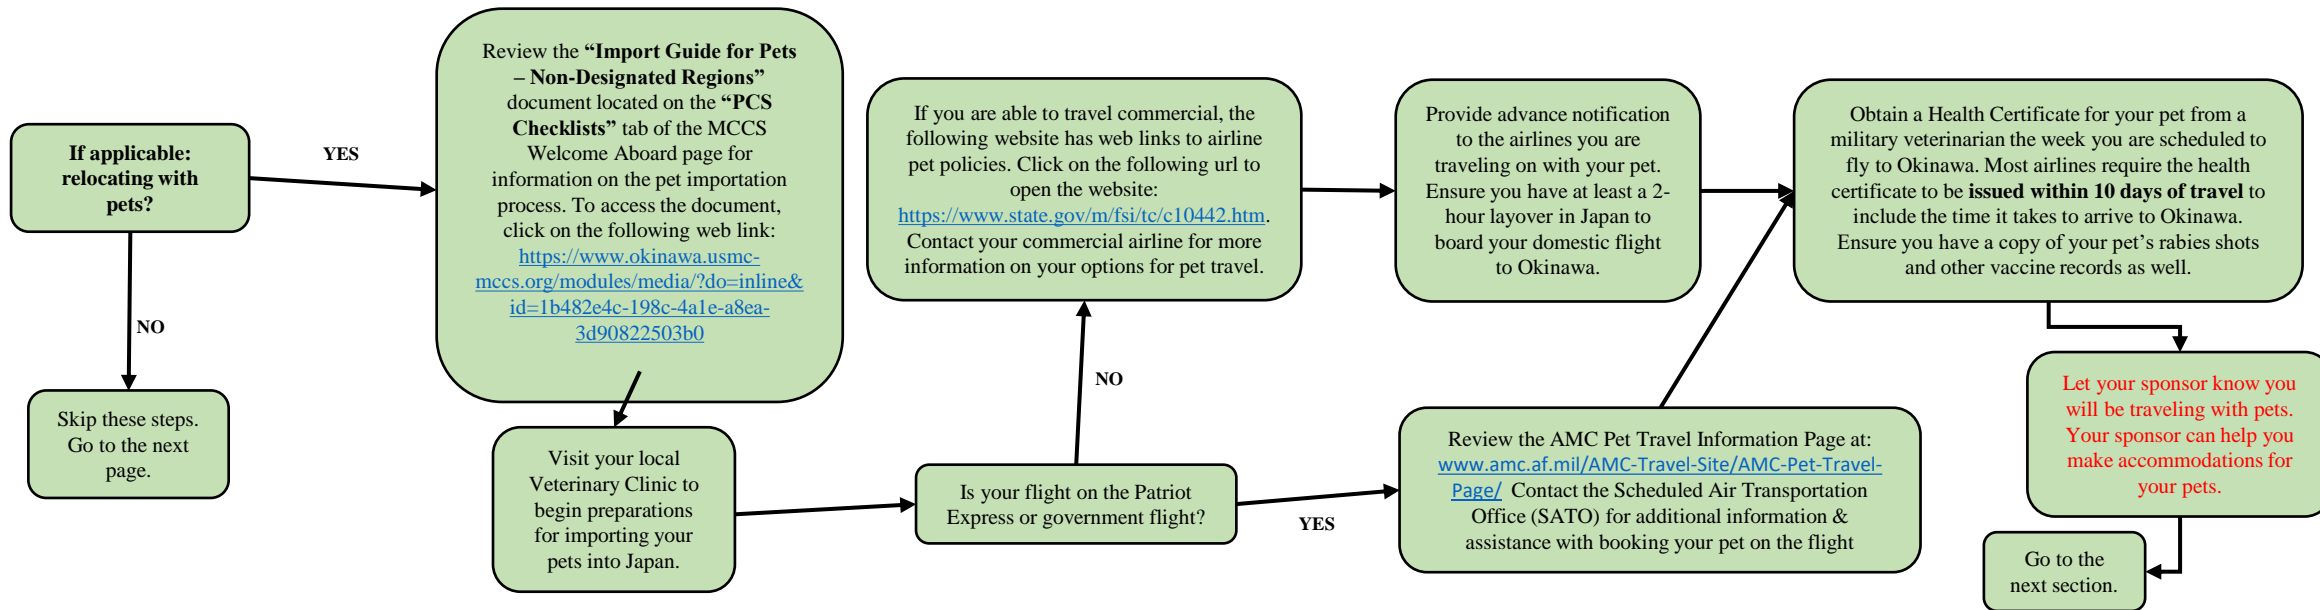 If applicable:
relocating with
pets?
YES
NO
Skip these steps.
Go to the next
page.
Review the “Import Guide for Pets
– Non-Designated Regions”
document located on the “PCS
Checklists” tab of the MCCS
Welcome Aboard page for
information on the pet importation
process. To access the document,
click on the following web link:
https://www.okinawa.usmc-
mccs.org/modules/media/?do=inline&
id=1b482e4c-198c-4a1e-a8ea-
3d90822503b0
Visit your local
Veterinary Clinic to
begin preparations
for importing your
pets into Japan.
Is your flight on the Patriot
Express or government flight?
NO
YES
If you are able to travel commercial, the
following website has web links to airline
pet policies. Click on the following url to
open the website:
https://www.state.gov/m/fsi/tc/c10442.htm.
Contact your commercial airline for more
information on your options for pet travel.
Provide advance notification
to the airlines you are
traveling on with your pet.
Ensure you have at least a 2-
hour layover in Japan to
board your domestic flight
to Okinawa.
Review the AMC Pet Travel Information Page at:
www.amc.af.mil/AMC-Travel-Site/AMC-Pet-Travel-
Page/ Contact the Scheduled Air Transportation
Office (SATO) for additional information &
assistance with booking your pet on the flight
Obtain a Health Certificate for your pet from a
military veterinarian the week you are scheduled to
fly to Okinawa. Most airlines require the health
certificate to be issued within 10 days of travel to
include the time it takes to arrive to Okinawa.
Ensure you have a copy of your pet’s rabies shots
and other vaccine records as well.
Let your sponsor know you
will be traveling with pets.
Your sponsor can help you
make accommodations for
your pets.
Go to the
next section.